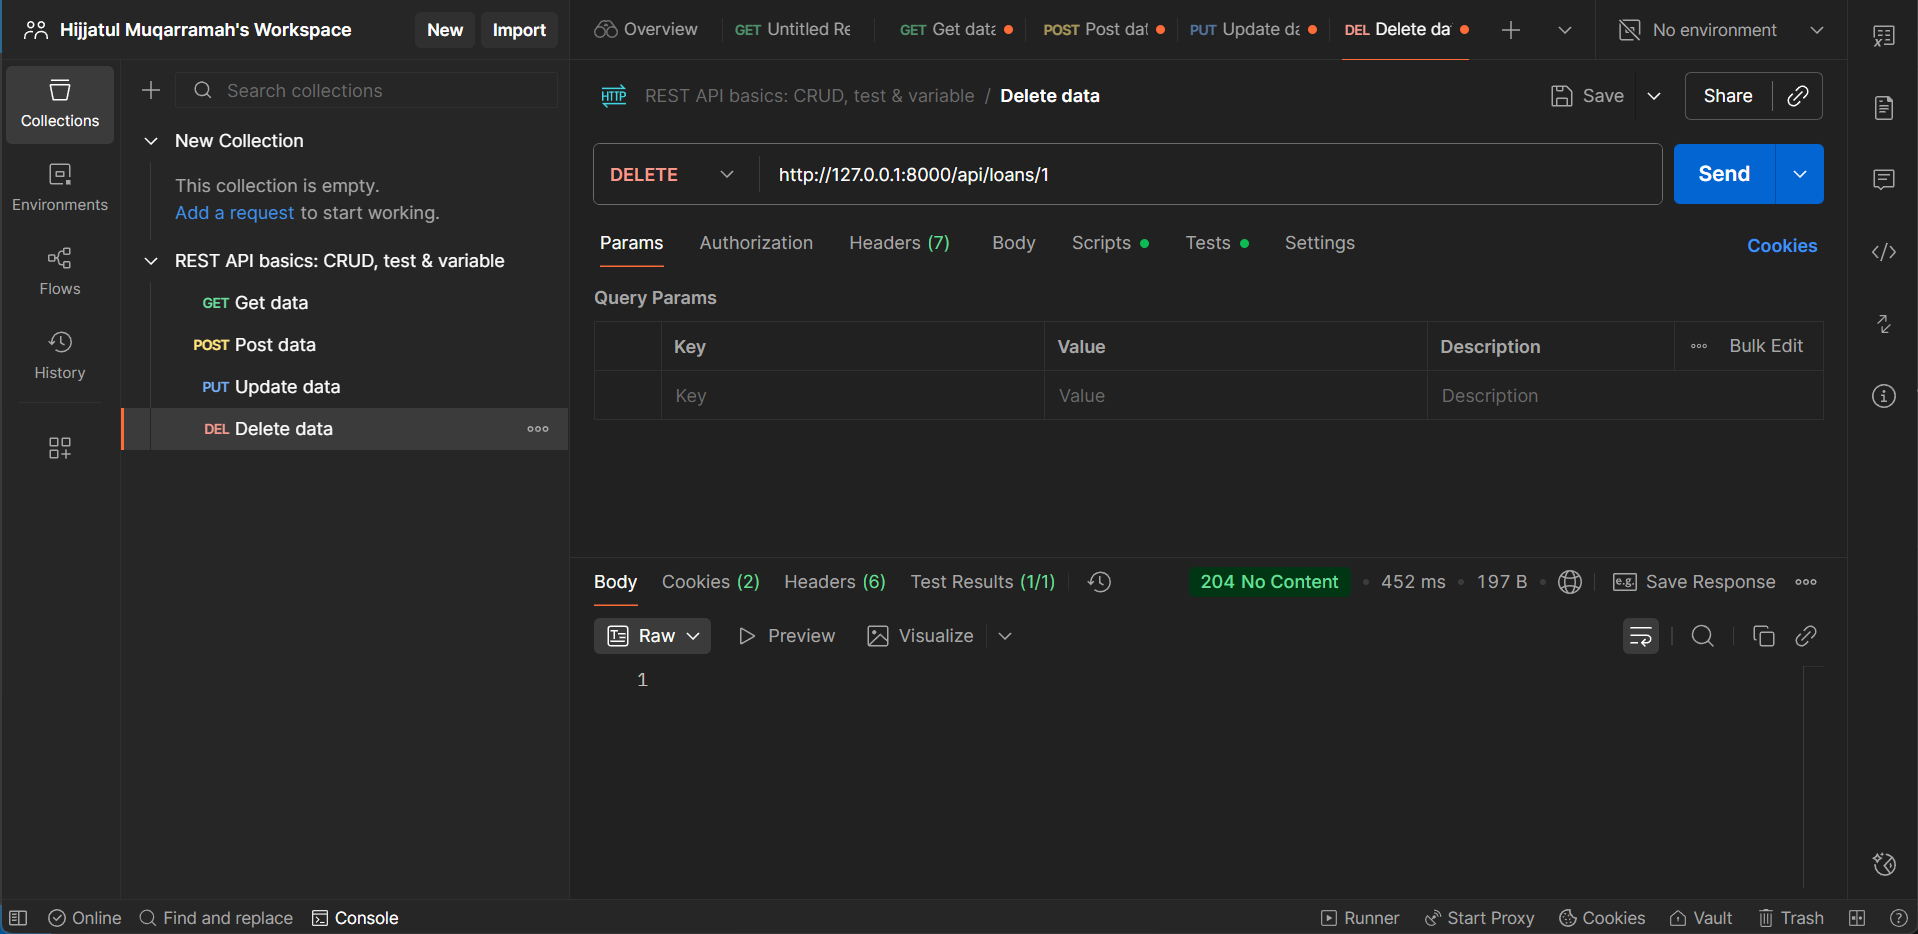 Hijjatul Muqarramah's Workspace
New
Import
Overview
GET Untitled Re
GET Get data
POST Post dat
PUT Update da
DEL Delete da
No environment
Collections
Environments
Flows
History
Search collections
New Collection
This collection is empty.
Add a request to start working.
REST API basics: CRUD, test & variable
GET Get data
POST Post data
PUT Update data
DEL Delete data
HTTP REST API basics: CRUD, test & variable / Delete data
Save
Share
DELETE
http://127.0.0.1:8000/api/loans/1
Send
Params
Authorization
Headers (7)
Body
Scripts
Tests
Settings
Cookies
Query Params
Key
Value
Description
Bulk Edit
Key
Value
Description
Body
Cookies (2)
Headers (6)
Test Results (1/1)
204 No Content
452 ms
197 B
e.g. Save Response
Raw
Preview
Visualize
1
Online
Find and replace
Console
Runner
Start Proxy
Cookies
Vault
Trash